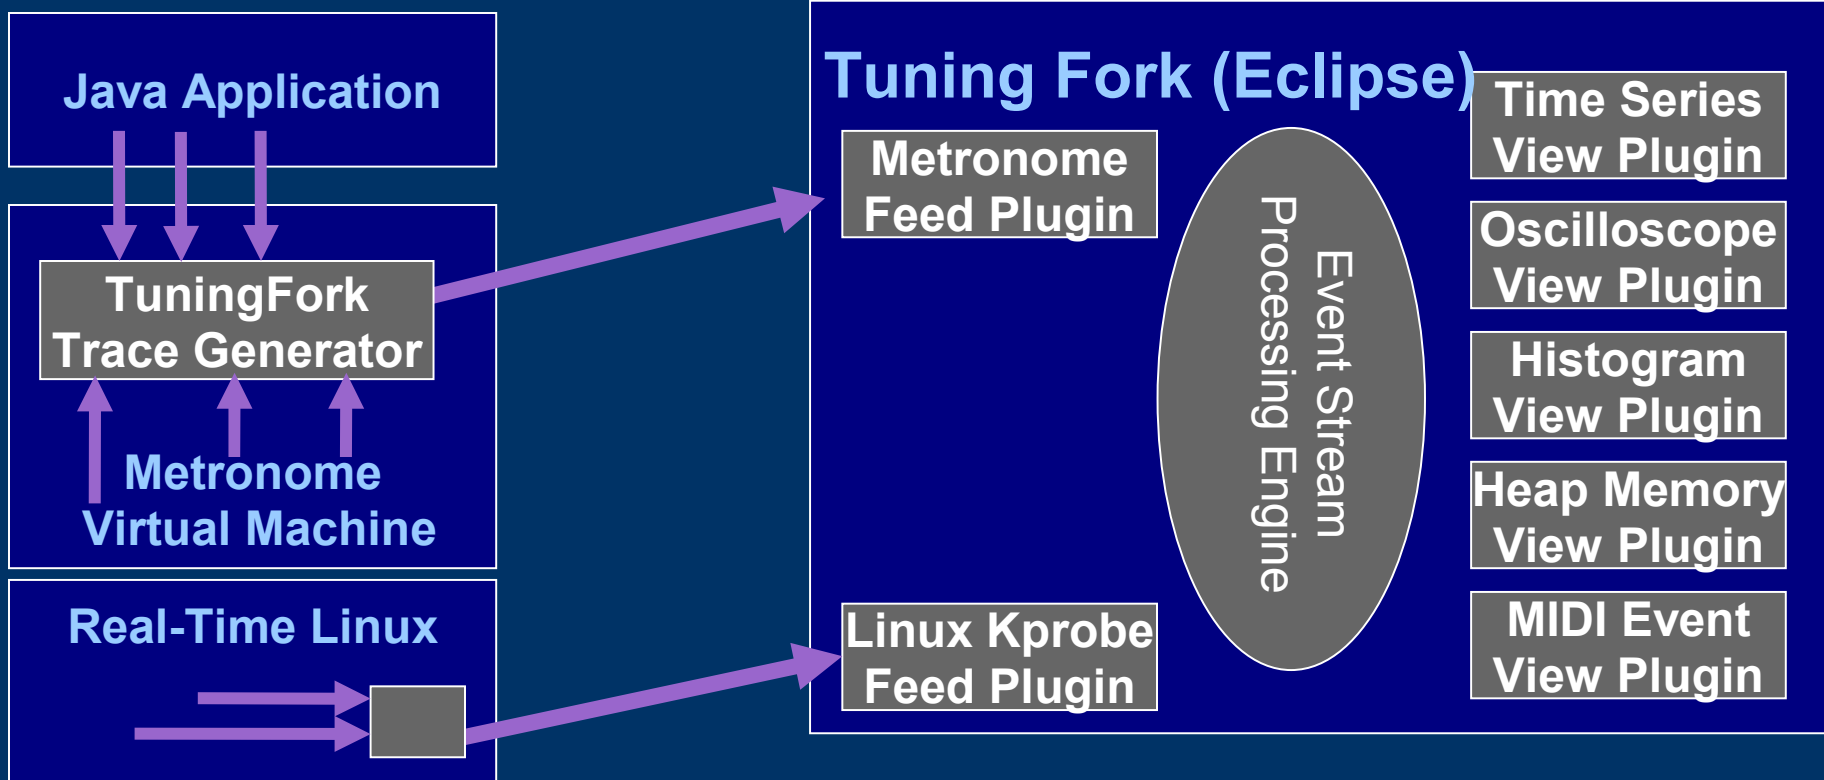 Java Application
TuningFork
Trace Generator
Metronome
Virtual Machine
Real-Time Linux
Tuning Fork (Eclipse)
Metronome
Feed Plugin
Linux Kprobe
Feed Plugin
Event Stream
Processing Engine
Time Series
View Plugin
Oscilloscope
View Plugin
Histogram
View Plugin
Heap Memory
View Plugin
MIDI Event
View Plugin